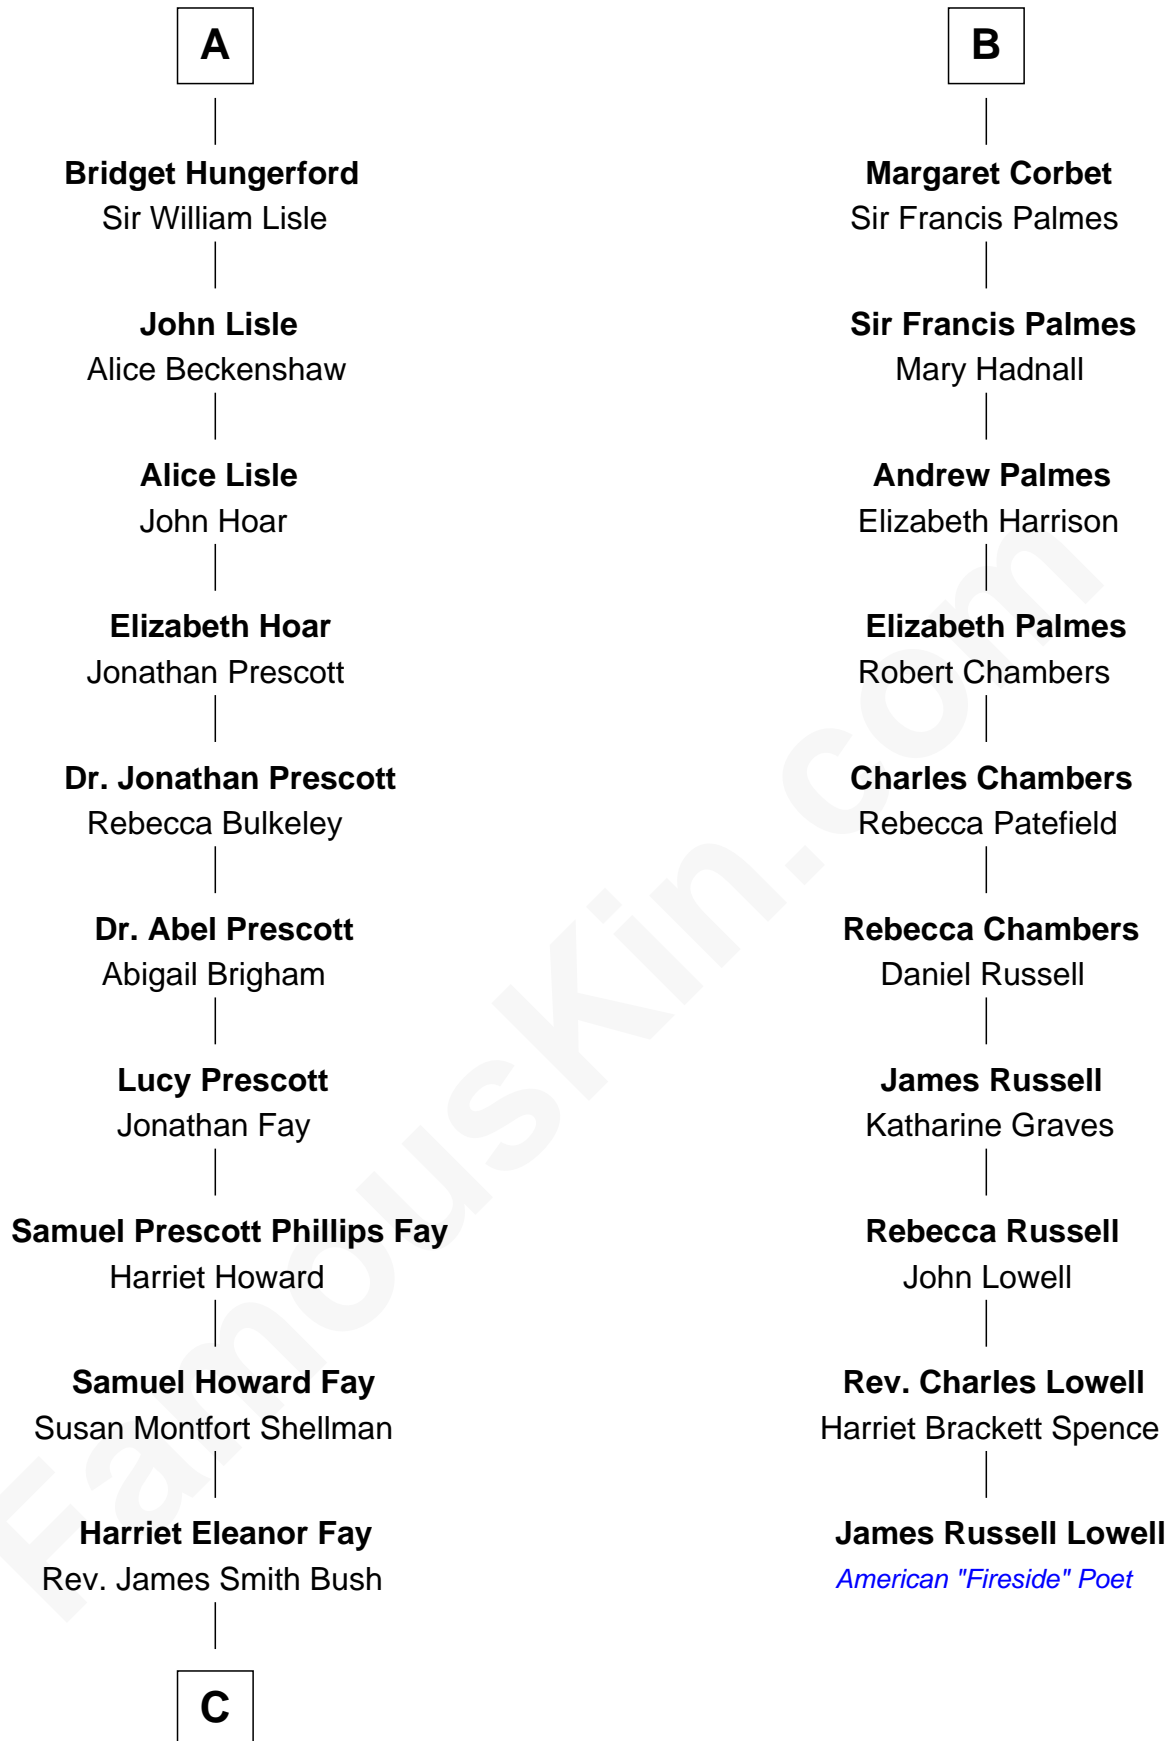 A
Bridget Hungerford
Sir William Lisle
John Lisle
Alice Beckenshaw
Alice Lisle
John Hoar
Elizabeth Hoar
Jonathan Prescott
Dr. Jonathan Prescott
Rebecca Bulkeley
Dr. Abel Prescott
Abigail Brigham
Lucy Prescott
Jonathan Fay
Samuel Prescott Phillips Fay
Harriet Howard
Samuel Howard Fay
Susan Montfort Shellman
Harriet Eleanor Fay
Rev. James Smith Bush
C
B
Margaret Corbet
Sir Francis Palmes
Sir Francis Palmes
Mary Hadnall
Andrew Palmes
Elizabeth Harrison
Elizabeth Palmes
Robert Chambers
Charles Chambers
Rebecca Patefield
Rebecca Chambers
Daniel Russell
James Russell
Katharine Graves
Rebecca Russell
John Lowell
Rev. Charles Lowell
Harriet Brackett Spence
James Russell Lowell
American "Fireside" Poet
FamousKin.com